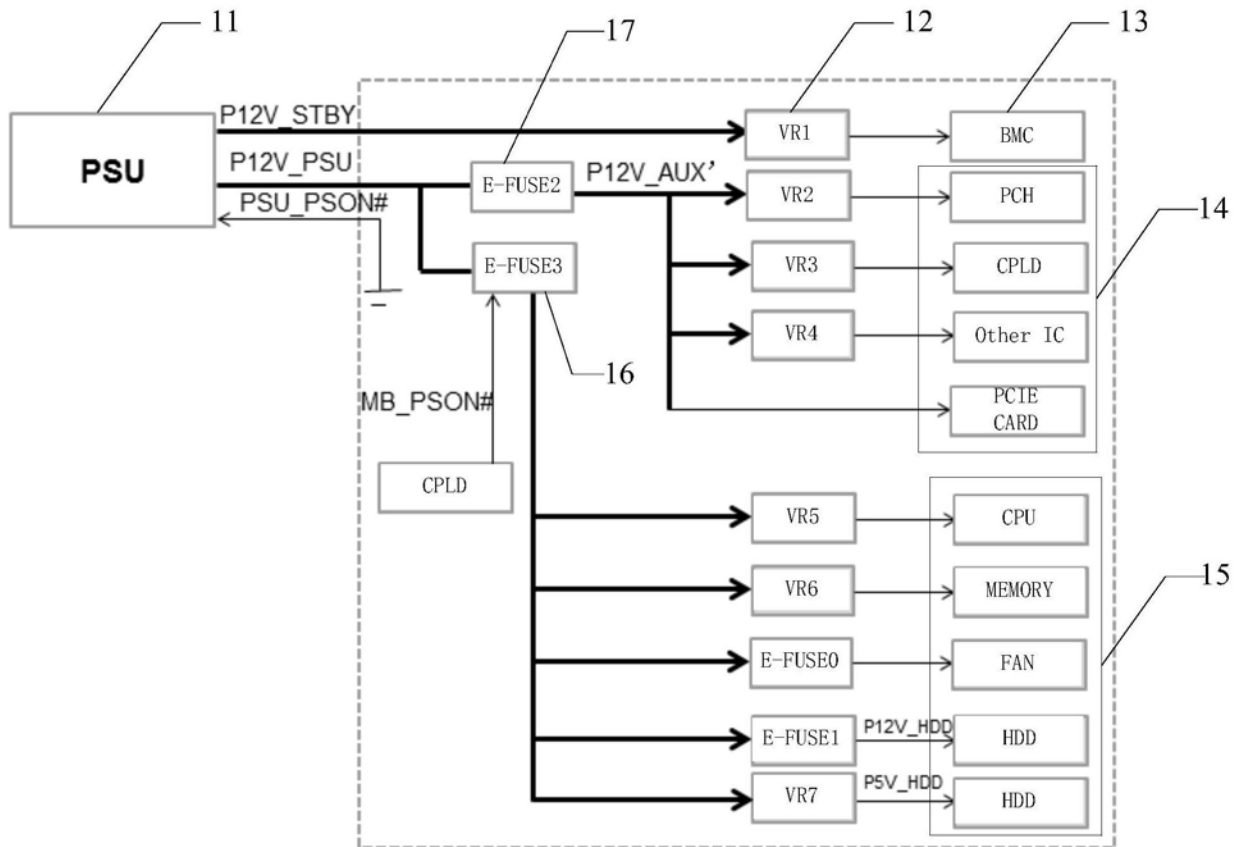 11
17
12
13
PSU
P12V_STBY
P12V_PSU
PSU_PSON#
E-FUSE2
P12V_AUX'
VR1
BMC
VR2
PCH
E-FUSE3
VR3
CPLD
14
VR4
Other IC
16
MB_PSON#
PCIE
CARD
CPLD
VR5
CPU
VR6
MEMORY
15
E-FUSE0
FAN
E-FUSE1
P12V_HDD
HDD
VR7
P5V_HDD
HDD